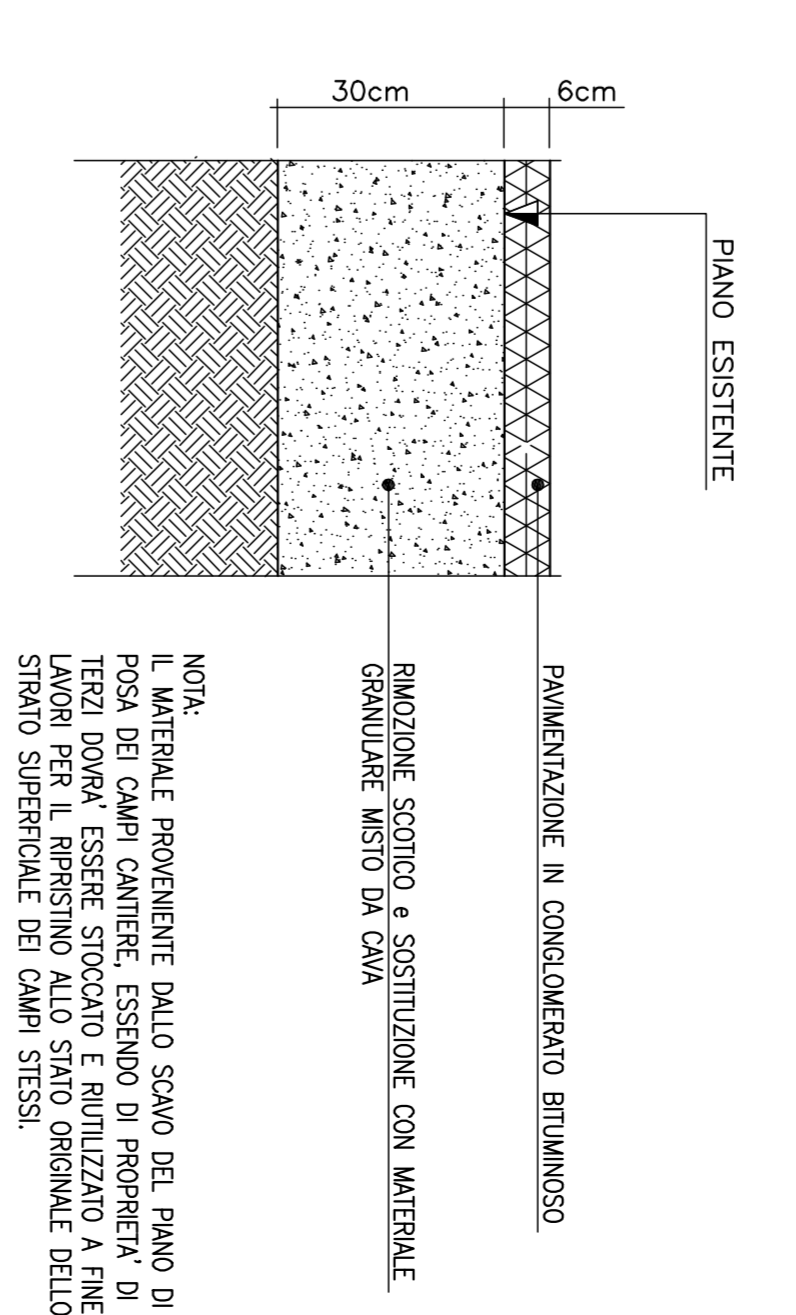 30cm
6cm
PIANO ESISTENTE
PAVIMENTAZIONE IN CONGLOMERATO BITUMINOSO
RIMOZIONE SCOTICO e SOSTITUZIONE CON MATERIALE
GRANULARE MISTO DA CAVA
NOTA:
IL MATERIALE PROVENIENTE DALLO SCAVO DEL PIANO DI
POSA DEI CAMPI CANTIERE, ESSENDO DI PROPRIETA' DI
TERZI DOVRA' ESSERE STOCCATO E RIUTILIZZATO A FINE
LAVORI PER IL RIPRISTINO ALLO STATO ORIGINALE DELLO
STRATO SUPERFICIALE DEI CAMPI STESSI.